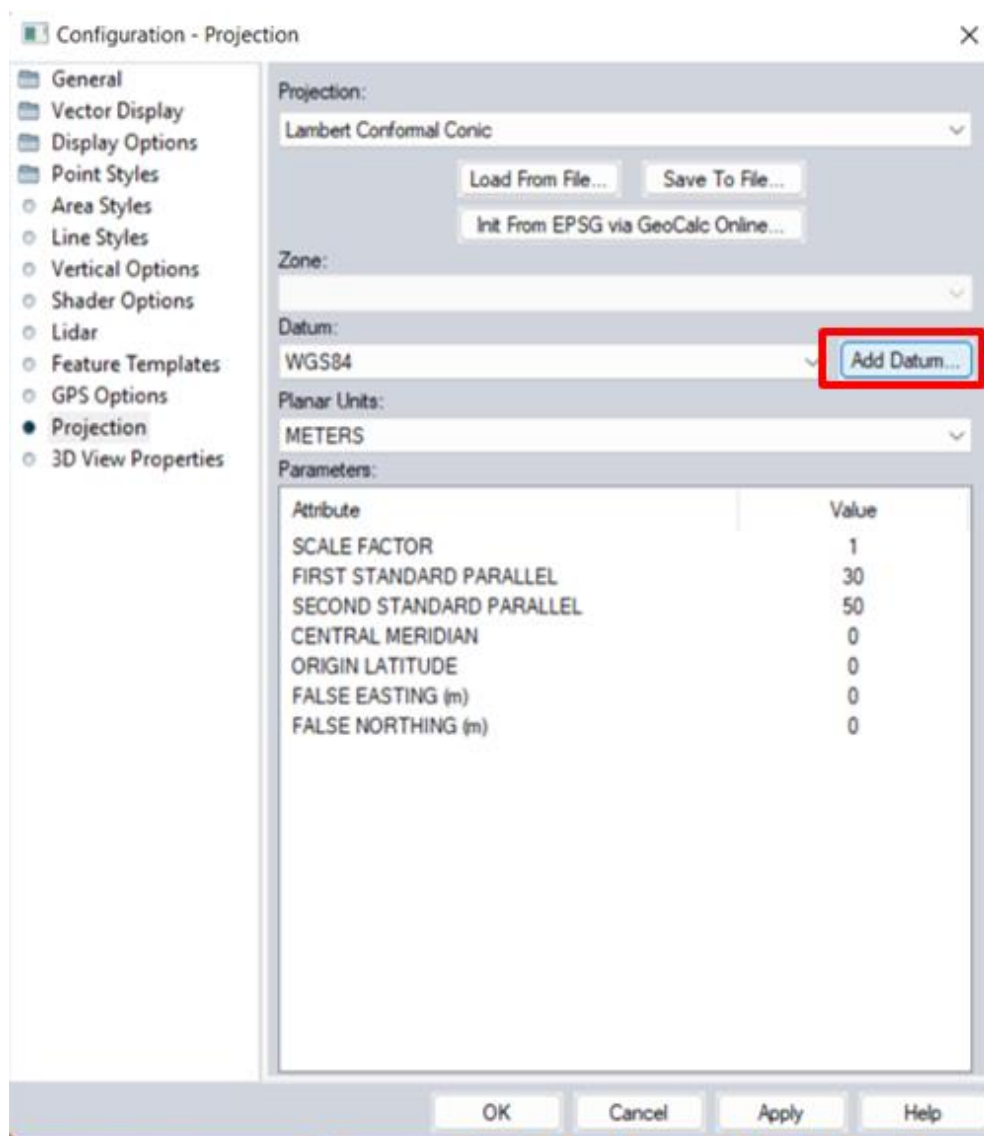 Configuration - Projection
General
Vector Display
Display Options
Point Styles
Area Styles
Line Styles
Vertical Options
Shader Options
Lidar
Feature Templates
GPS Options
Projection
3D View Properties
Projection:
Lambert Conformal Conic
Load From File... Save To File...
Init From EPSG via GeoCalc Online...
Zone:
Datum:
WGS84 Add Datum...
Planar Units:
METERS
Parameters:
Attribute Value
SCALE FACTOR 1
FIRST STANDARD PARALLEL 30
SECOND STANDARD PARALLEL 50
CENTRAL MERIDIAN 0
ORIGIN LATITUDE 0
FALSE EASTING (m) 0
FALSE NORTHING (m) 0
OK Cancel Apply Help